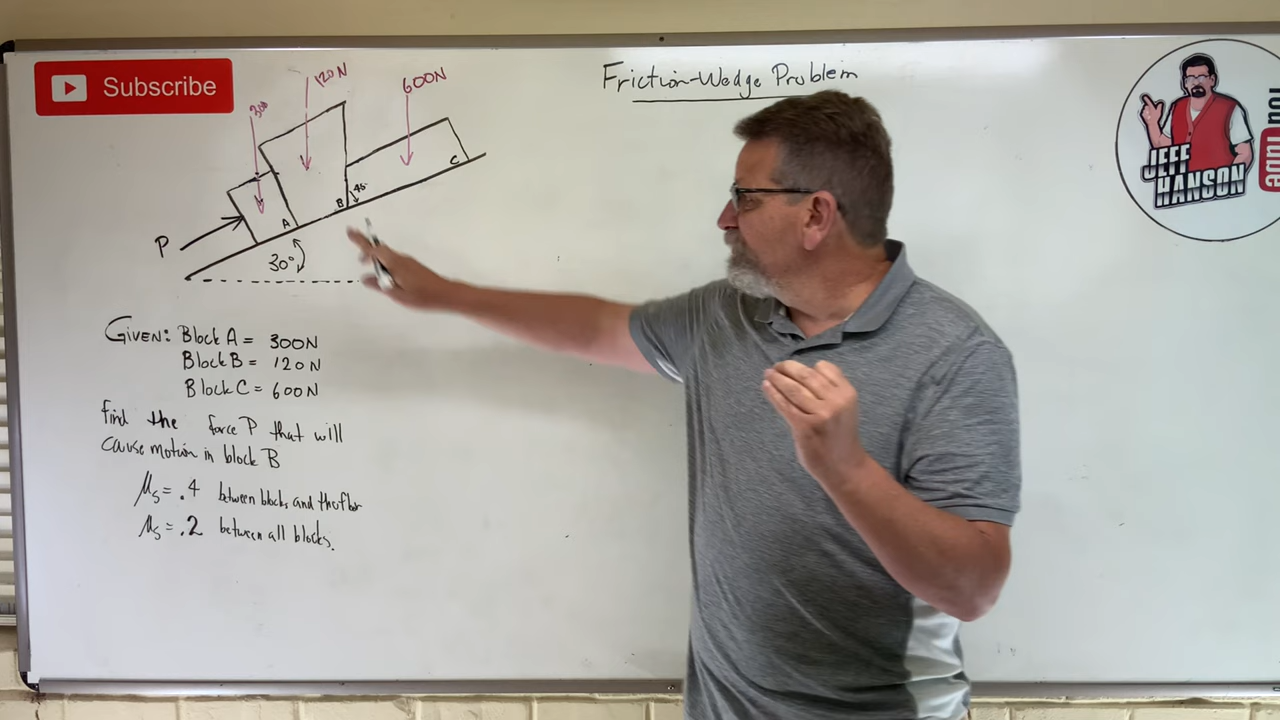 Subscribe
Friction-Wedge Problem
120N
600N
300
P
A
B
45°
C
30°
GIVEN: Block A = 300N
Block B = 120N
Block C = 600N
find the force P that will
cause motion in block B
μs = .4 between blocks and the floor
μs = .2 between all blocks.
JEFF
HANSON
YouTube